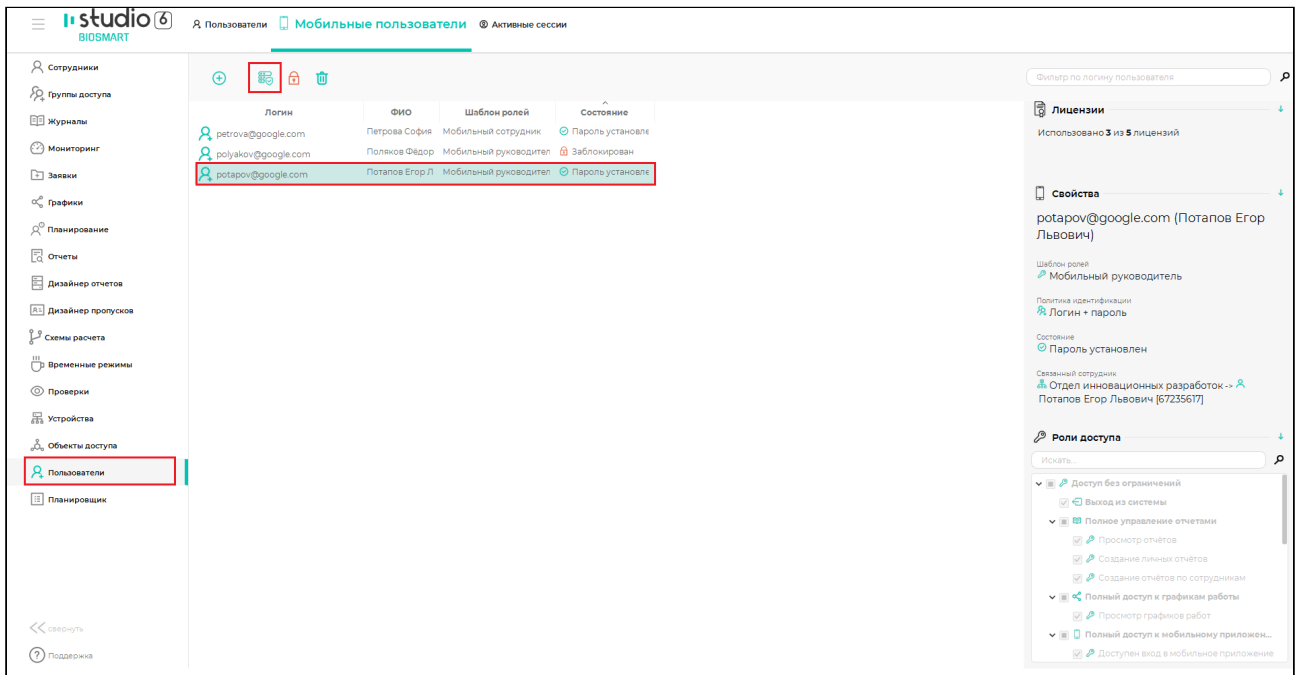 studio 6
BIOSMART
Пользователи
Мобильные пользователи
Активные сессии
Сотрудники
Группы доступа
Журналы
Мониторинг
Заявки
Графики
Планирование
Отчеты
Дизайнер отчетов
Дизайнер пропусков
Схемы расчета
Временные режимы
Проверки
Устройства
Объекты доступа
Пользователи
Планировщик
свернуть
Поддержка
Логин ФИО Шаблон ролей Состояние
petrova@google.com Петрова София Мобильный сотрудник Пароль установле
polyakov@google.com Поляков Фёдор Мобильный руководител Заблокирован
potapov@google.com Потапов Егор Л Мобильный руководител Пароль установле
Фильтр по логину пользователя
Лицензии
Использовано 3 из 5 лицензий
Свойства
potapov@google.com (Потапов Егор
Львович)
Шаблон ролей
Мобильный руководитель
Политика идентификации
Логин + пароль
Состояние
Пароль установлен
Связанный сотрудник
Отдел инновационных разработок ->
Потапов Егор Львович [67235617]
Роли доступа
Искать...
Доступ без ограничений
Выход из системы
Полное управление отчетами
Просмотр отчётов
Создание личных отчётов
Создание отчётов по сотрудникам
Полный доступ к графикам работы
Просмотр графиков работ
Полный доступ к мобильному приложен...
Доступен вход в мобильное приложение